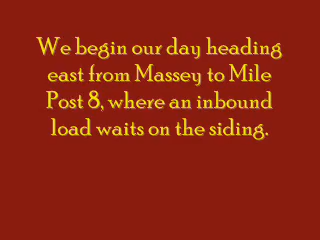 We begin our day heading
east from Massey to Mile
Post 8, where an inbound
load waits on the siding.